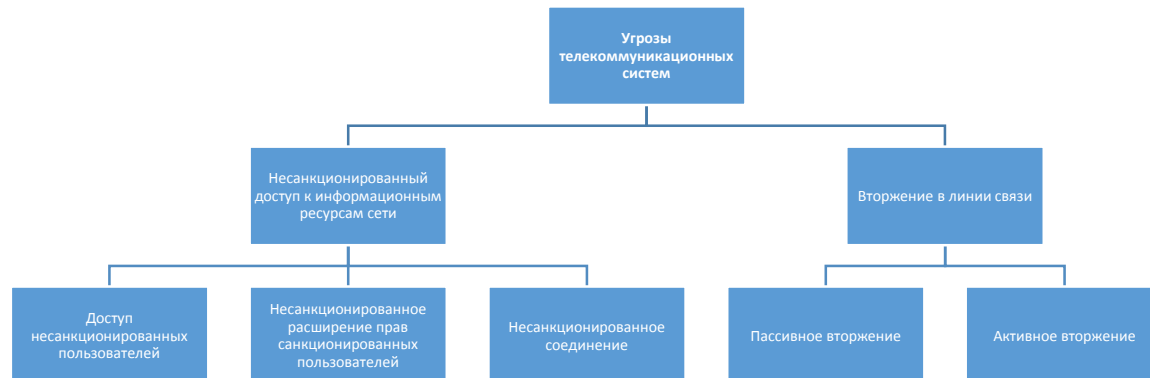 Угрозы
телекоммуникационных
систем
Несанкционированный
доступ к информационным
ресурсам сети
Вторжение в линии связи
Доступ
несанкционированных
пользователей
Несанкционированное
расширение прав
санкционированных
пользователей
Несанкционированное
соединение
Пассивное вторжение
Активное вторжение